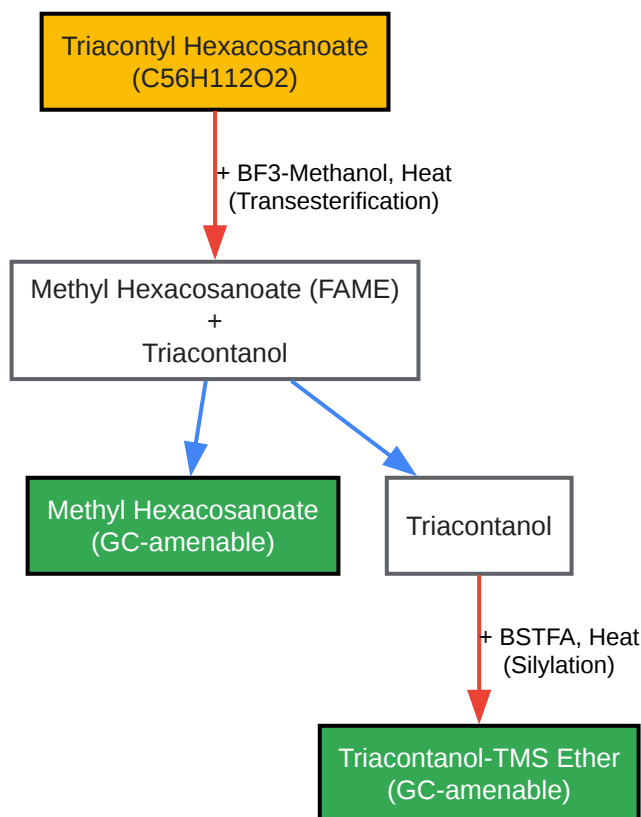 Triacontyl Hexacosanoate
(C56H112O2)
+ BF3-Methanol, Heat
(Transesterification)
Methyl Hexacosanoate (FAME)
+
Triacontanol
Methyl Hexacosanoate
(GC-amenable)
Triacontanol
+ BSTFA, Heat
(Silylation)
Triacontanol-TMS Ether
(GC-amenable)